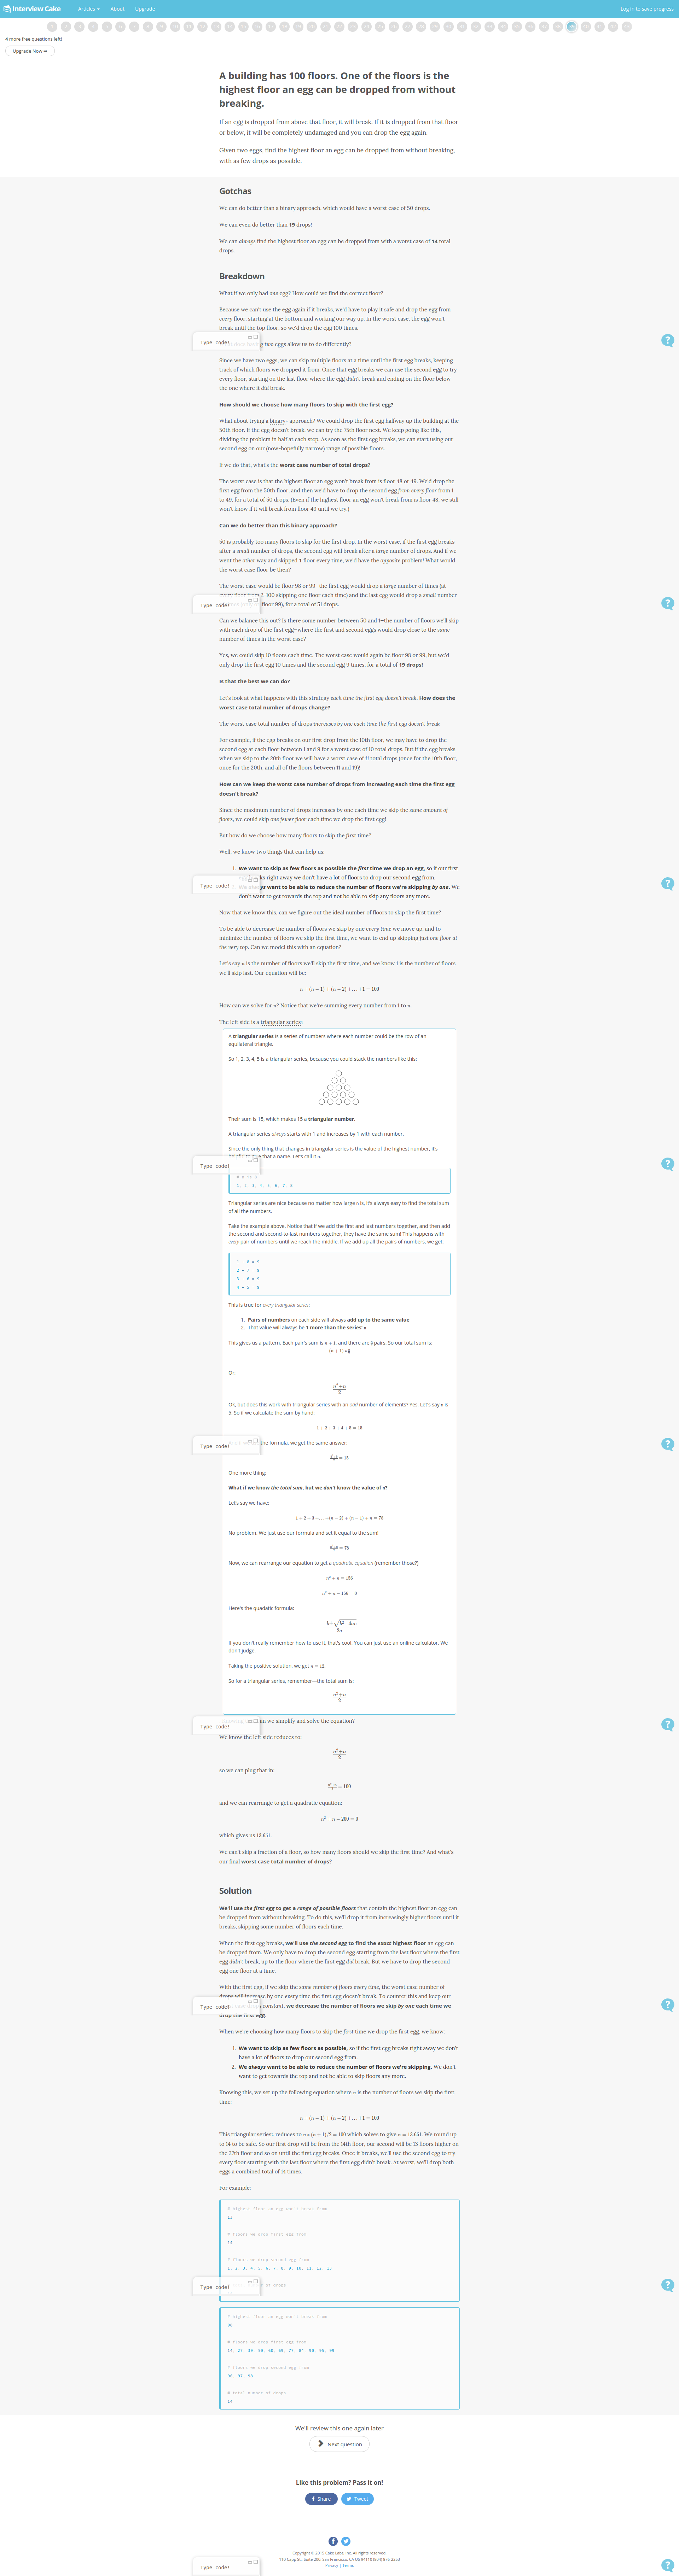 Interview Cake
Articles
About
Upgrade
Log in to save progress
4 more free questions left!
Upgrade Now ➡
A building has 100 floors. One of the floors is the
highest floor an egg can be dropped from without
breaking.
If an egg is dropped from above that floor, it will break. If it is dropped from that floor
or below, it will be completely undamaged and you can drop the egg again.
Given two eggs, find the highest floor an egg can be dropped from without breaking,
with as few drops as possible.
Gotchas
We can do better than a binary approach, which would have a worst case of 50 drops.
We can even do better than 19 drops!
We can always find the highest floor an egg can be dropped from with a worst case of 14 total
drops.
Breakdown
What if we only had one egg? How could we find the correct floor?
Because we can't use the egg again if it breaks, we'd have to play it safe and drop the egg from
every floor, starting at the bottom and working our way up. In the worst case, the egg won't
break until the top floor, so we'd drop the egg 100 times.
Type code!
two eggs allow us to do differently?
Since we have two eggs, we can skip multiple floors at a time until the first egg breaks, keeping
track of which floors we dropped it from. Once that egg breaks we can use the second egg to try
every floor, starting on the last floor where the egg didn't break and ending on the floor below
the one where it did break.
How should we choose how many floors to skip with the first egg?
What about trying a binary approach? We could drop the first egg halfway up the building at the
50th floor. If the egg doesn't break, we can try the 75th floor next. We keep going like this,
dividing the problem in half at each step. As soon as the first egg breaks, we can start using our
second egg on our (now-hopefully narrow) range of possible floors.
If we do that, what's the worst case number of total drops?
The worst case is that the highest floor an egg won't break from is floor 48 or 49. We'd drop the
first egg from the 50th floor, and then we'd have to drop the second egg from every floor from 1
to 49, for a total of 50 drops. (Even if the highest floor an egg won't break from is floor 48, we still
won't know if it will break from floor 49 until we try.)
Can we do better than this binary approach?
50 is probably too many floors to skip for the first drop. In the worst case, if the first egg breaks
after a small number of drops, the second egg will break after a large number of drops. And if we
went the other way and skipped 1 floor every time, we'd have the opposite problem! What would
the worst case floor be then?
The worst case would be floor 98 or 99—the first egg would drop a large number of times (at
2-100 skipping one floor each time) and the last egg would drop a small number
Type code!
floor 99), for a total of 51 drops.
Can we balance this out? Is there some number between 50 and 1—the number of floors we'll skip
with each drop of the first egg—where the first and second eggs would drop close to the same
number of times in the worst case?
Yes, we could skip 10 floors each time. The worst case would again be floor 98 or 99, but we'd
only drop the first egg 10 times and the second egg 9 times, for a total of 19 drops!
Is that the best we can do?
Let's look at what happens with this strategy each time the first egg doesn't break. How does the
worst case total number of drops change?
The worst case total number of drops increases by one each time the first egg doesn't break
For example, if the egg breaks on our first drop from the 10th floor, we may have to drop the
second egg at each floor between 1 and 9 for a worst case of 10 total drops. But if the egg breaks
when we skip to the 20th floor we will have a worst case of 11 total drops (once for the 10th floor,
once for the 20th, and all of the floors between 11 and 19)!
How can we keep the worst case number of drops from increasing each time the first egg
doesn't break?
Since the maximum number of drops increases by one each time we skip the same amount of
floors, we could skip one fewer floor each time we drop the first egg!
But how do we choose how many floors to skip the first time?
Well, we know two things that can help us:
1. We want to skip as few floors as possible the first time we drop an egg, so if our first
ks right away we don't have a lot of floors to drop our second egg from.
Type code!
want to be able to reduce the number of floors we're skipping by one. We
don't want to get towards the top and not be able to skip any floors any more.
Now that we know this, can we figure out the ideal number of floors to skip the first time?
To be able to decrease the number of floors we skip by one every time we move up, and to
minimize the number of floors we skip the first time, we want to end up skipping just one floor at
the very top. Can we model this with an equation?
Let's say n is the number of floors we'll skip the first time, and we know 1 is the number of floors
we'll skip last. Our equation will be:
n + (n − 1) + (n − 2) +…+1 = 100
How can we solve for n? Notice that we're summing every number from 1 to n.
The left side is a triangular series:
A triangular series is a series of numbers where each number could be the row of an
equilateral triangle.
So 1, 2, 3, 4, 5 is a triangular series, because you could stack the numbers like this:
Their sum is 15, which makes 15 a triangular number.
A triangular series always starts with 1 and increases by 1 with each number.
Since the only thing that changes in triangular series is the value of the highest number, it's
that a name. Let's call it n.
Type code!
# n is 8
1, 2, 3, 4, 5, 6, 7, 8
Triangular series are nice because no matter how large n is, it's always easy to find the total sum
of all the numbers.
Take the example above. Notice that if we add the first and last numbers together, and then add
the second and second-to-last numbers together, they have the same sum! This happens with
every pair of numbers until we reach the middle. If we add up all the pairs of numbers, we get:
1 + 8 = 9
2 + 7 = 9
3 + 6 = 9
4 + 5 = 9
This is true for every triangular series:
1. Pairs of numbers on each side will always add up to the same value
2. That value will always be 1 more than the series' n
This gives us a pattern. Each pair's sum is n + 1, and there are n/2 pairs. So our total sum is:
(n + 1) * n/2
Or:
n² + n
2
Ok, but does this work with triangular series with an odd number of elements? Yes. Let's say n is
5. So if we calculate the sum by hand:
1 + 2 + 3 + 4 + 5 = 15
Type code!
the formula, we get the same answer:
= 15
One more thing:
What if we know the total sum, but we don't know the value of n?
Let's say we have:
1 + 2 + 3 +…+(n − 2) + (n − 1) + n = 78
No problem. We just use our formula and set it equal to the sum!
= 78
Now, we can rearrange our equation to get a quadratic equation (remember those?)
n² + n = 156
n² + n − 156 = 0
Here's the quadatic formula:
−b±√b²−4ac
2a
If you don't really remember how to use it, that's cool. You can just use an online calculator. We
don't judge.
Taking the positive solution, we get n = 12.
So for a triangular series, remember—the total sum is:
n² + n
2
Type code!
an we simplify and solve the equation?
We know the left side reduces to:
n² + n
2
so we can plug that in:
n²+n
2 = 100
and we can rearrange to get a quadratic equation:
n² + n − 200 = 0
which gives us 13.651.
We can't skip a fraction of a floor, so how many floors should we skip the first time? And what's
our final worst case total number of drops?
Solution
We'll use the first egg to get a range of possible floors that contain the highest floor an egg can
be dropped from without breaking. To do this, we'll drop it from increasingly higher floors until it
breaks, skipping some number of floors each time.
When the first egg breaks, we'll use the second egg to find the exact highest floor an egg can
be dropped from. We only have to drop the second egg starting from the last floor where the first
egg didn't break, up to the floor where the first egg did break. But we have to drop the second
egg one floor at a time.
With the first egg, if we skip the same number of floors every time, the worst case number of
drops will increase by one every time the first egg doesn't break. To counter this and keep our
Type code!
constant, we decrease the number of floors we skip by one each time we
drop the first egg.
When we're choosing how many floors to skip the first time we drop the first egg, we know:
1. We want to skip as few floors as possible, so if the first egg breaks right away we don't
have a lot of floors to drop our second egg from.
2. We always want to be able to reduce the number of floors we're skipping. We don't
want to get towards the top and not be able to skip any floors any more.
Knowing this, we set up the following equation where n is the number of floors we skip the first
time:
n + (n − 1) + (n − 2) +…+1 = 100
This triangular series reduces to n * (n + 1)/2 = 100 which solves to give n = 13.651. We round up
to 14 to be safe. So our first drop will be from the 14th floor, our second will be 13 floors higher on
the 27th floor and so on until the first egg breaks. Once it breaks, we'll use the second egg to try
every floor starting with the last floor where the first egg didn't break. At worst, we'll drop both
eggs a combined total of 14 times.
For example:
# highest floor an egg won't break from
13
# floors we drop first egg from
14
# floors we drop second egg from
1, 2, 3, 4, 5, 6, 7, 8, 9, 10, 11, 12, 13
Type code!
of drops
# highest floor an egg won't break from
98
# floors we drop first egg from
14, 27, 39, 50, 60, 69, 77, 84, 90, 95, 99
# floors we drop second egg from
96, 97, 98
# total number of drops
14
We'll review this one again later
Next question
Like this problem? Pass it on!
Share
Tweet
Copyright © 2015 Cake Labs, Inc. All rights reserved.
110 Capp St., Suite 200, San Francisco, CA US 94110 (804) 876-2253
Privacy | Terms
Type code!